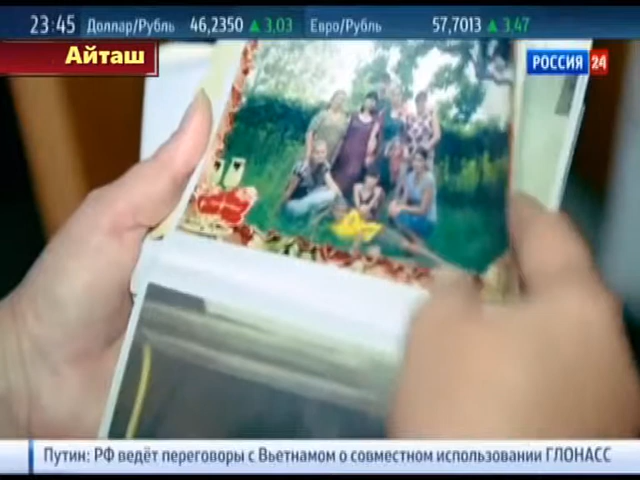 23:45 Доллар/Рубль 46,2350 ▲ 3,03 Евро/Рубль 57,7013 ▲ 3,47
Айташ
РОССИЯ 24
Путин: РФ ведёт переговоры с Вьетнамом о совместном использовании ГЛОНАСС